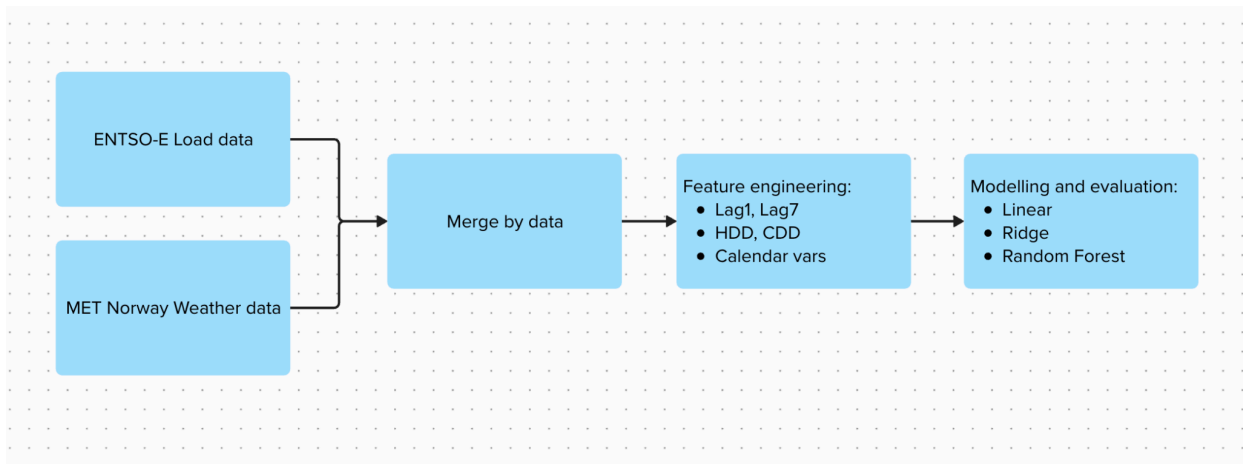 ENTSO-E Load data
MET Norway Weather data
Merge by data
Feature engineering:
● Lag1, Lag7
● HDD, CDD
● Calendar vars
Modelling and evaluation:
● Linear
● Ridge
● Random Forest